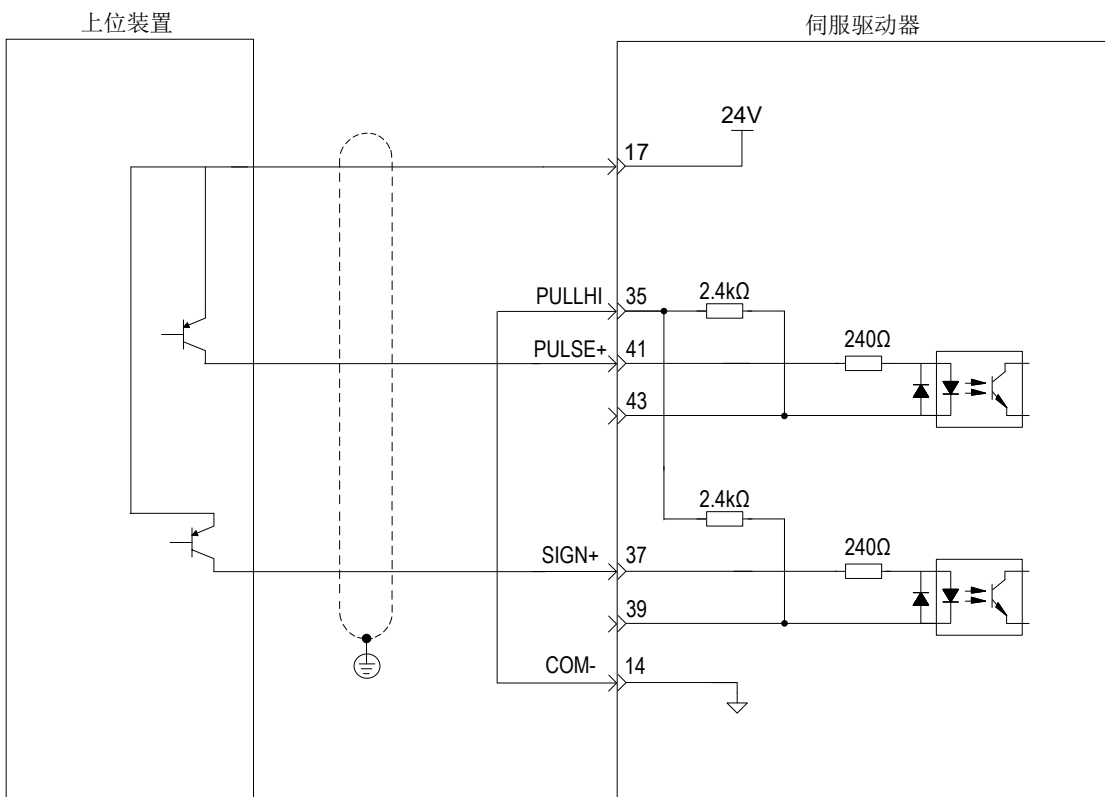 上位装置
伺服驱动器
24V
17
PULLHI
35
2.4kΩ
PULSE+
41
240Ω
43
2.4kΩ
SIGN+
37
240Ω
39
COM-
14